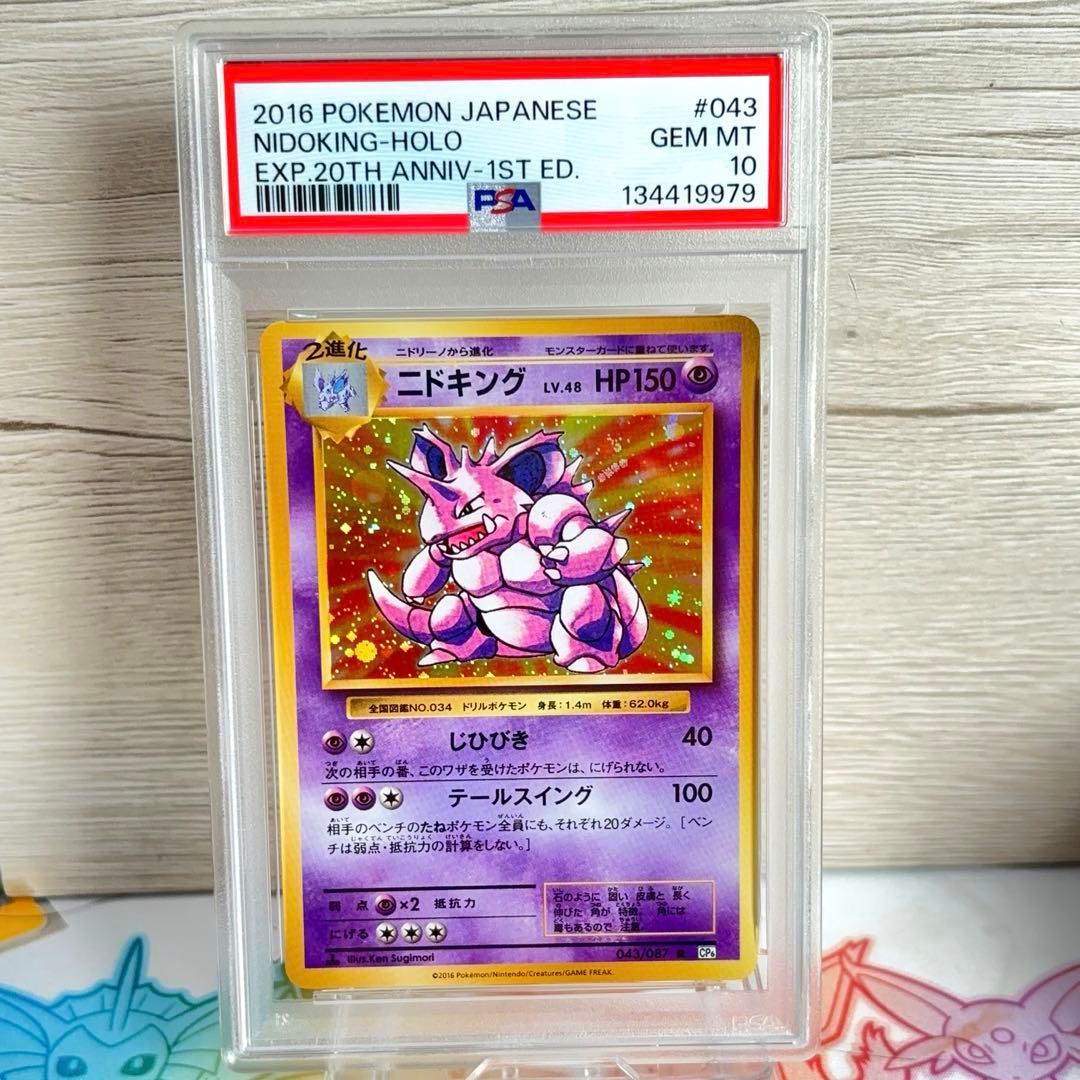 2016 POKEMON JAPANESE #043
NIDOKING-HOLO GEM MT
EXP.20TH ANNIV-1ST ED. 10
PSA 134419979
2進化 ニドリーノから進化 モンスターカードに重ねて使います。
ニドキング LV.48 HP150
全国図鑑NO.034 ドリルポケモン 身長:1.4m 体重:62.0kg
じひびき 40
次の相手の番、このワザを受けたポケモンは、にげられない。
テールスイング 100
相手のベンチのたねポケモン全員にも、それぞれ20ダメージ。[ベン
チは弱点・抵抗力の計算をしない。]
弱点 ×2 抵抗力
にげる
石のように 固い 皮膚と 長く
伸びた 角が 特徴。 角には
毒もあるので 注意。
Illus.Ken Sugimori 043/087 R CP6
©2016 Pokémon/Nintendo/Creatures/GAME FREAK.